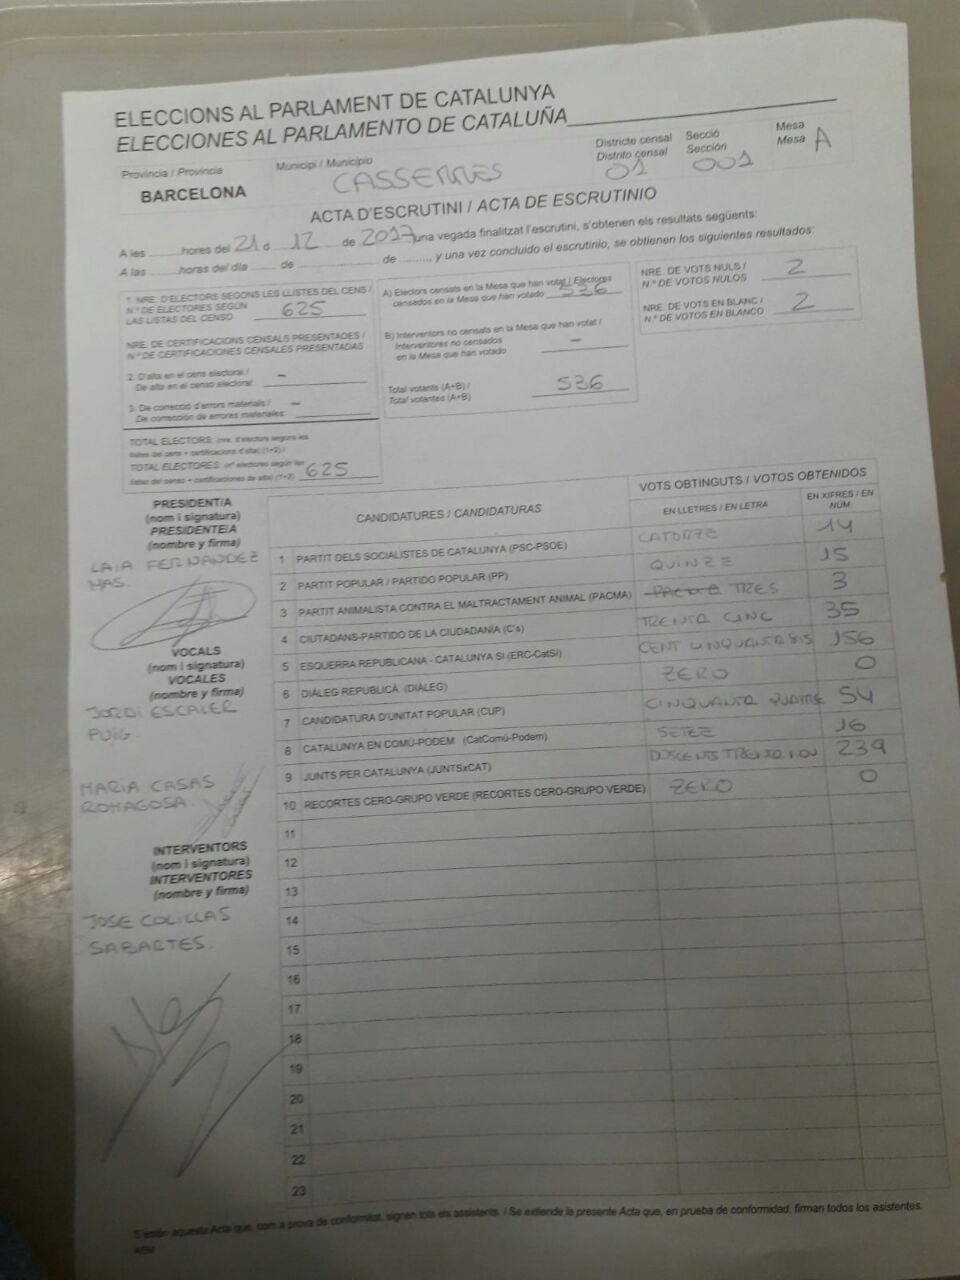 ELECCIONS AL PARLAMENT DE CATALUNYA
ELECCIONES AL PARLAMENTO DE CATALUÑA
Província / Provincia
BARCELONA
Municipi / Municipio
CASSERRES
Districte censal
Distrito censal
01
Secció
Sección
001
Mesa
Mesa
A
ACTA D'ESCRUTINI / ACTA DE ESCRUTINIO
A les ........ hores del 21 d ... 12 ... de 2017 una vegada finalitzat l'escrutini, s'obtenen els resultats següents:
A las ........ horas del día ...... de .................... de ........, y una vez concluido el escrutinio, se obtienen los siguientes resultados:
1. NRE. D'ELECTORS SEGONS LES LLISTES DEL CENS /
N.º DE ELECTORES SEGÚN
LAS LISTAS DEL CENSO
625
NRE. DE CERTIFICACIONS CENSALS PRESENTADES /
N.º DE CERTIFICACIONES CENSALES PRESENTADAS
2. D'alta en el cens electoral /
De alta en el censo electoral:
–
3. De correcció d'errors materials /
De corrección de errores materiales:
–
TOTAL ELECTORS: (nre. d'electors segons les
llistes del cens + certificacions d'alta) (1+2) /
TOTAL ELECTORES: (nº electores según las
listas del censo + certificaciones de alta) (1+2)
625
A) Electors censats en la Mesa que han votat / Electores
censados en la Mesa que han votado
536
B) Interventors no censats en la Mesa que han votat /
Interventores no censados
en la Mesa que han votado
–
Total votants (A+B) /
Total votantes (A+B)
536
NRE. DE VOTS NULS /
N.º DE VOTOS NULOS
2
NRE. DE VOTS EN BLANC /
N.º DE VOTOS EN BLANCO
2
PRESIDENT/A
(nom i signatura)
PRESIDENTE/A
(nombre y firma)
LAIA FERNANDEZ
MAS.
VOCALS
(nom i signatura)
VOCALES
(nombre y firma)
JORDI ESCALER
PUIG.
MARIA CASAS
ROMAGOSA.
INTERVENTORS
(nom i signatura)
INTERVENTORES
(nombre y firma)
JOSE COLILLAS
SABARTES.
CANDIDATURES / CANDIDATURAS
VOTS OBTINGUTS / VOTOS OBTENIDOS
EN LLETRES / EN LETRA
EN XIFRES / EN NÚM
1 PARTIT DELS SOCIALISTES DE CATALUNYA (PSC-PSOE) CATORZE 14
2 PARTIT POPULAR / PARTIDO POPULAR (PP) QUINZE 15
3 PARTIT ANIMALISTA CONTRA EL MALTRACTAMENT ANIMAL (PACMA) TRES 3
4 CIUTADANS-PARTIDO DE LA CIUDADANÍA (C's) TRENTA CINC 35
5 ESQUERRA REPUBLICANA - CATALUNYA SÍ (ERC-CatSÍ) CENT CINQUANTA SIS 156
6 DIÀLEG REPUBLICÀ (DIÀLEG) ZERO 0
7 CANDIDATURA D'UNITAT POPULAR (CUP) CINQUANTA QUATRE 54
8 CATALUNYA EN COMÚ-PODEM (CatComú-Podem) SETZE 16
9 JUNTS PER CATALUNYA (JUNTSxCAT) DOSCENTS TRENTA NOU 239
10 RECORTES CERO-GRUPO VERDE (RECORTES CERO-GRUPO VERDE) ZERO 0
11
12
13
14
15
16
17
18
19
20
21
22
23
S'estén aquesta Acta que, com a prova de conformitat, signen tots els assistents. / Se extiende la presente Acta que, en prueba de conformidad, firman todos los asistentes.